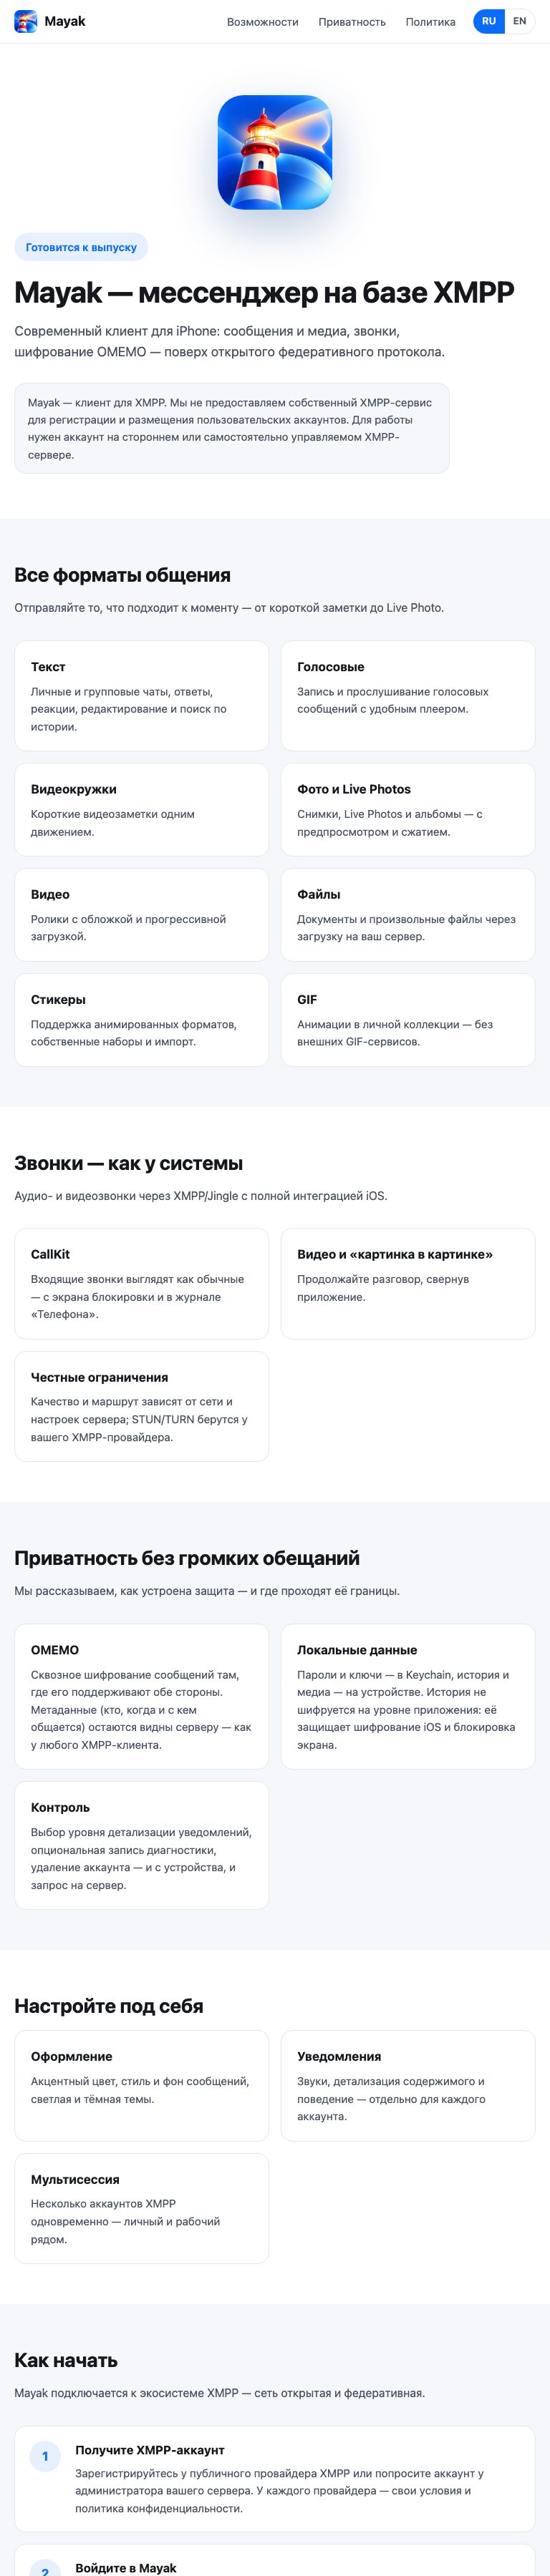 Mayak
Возможности
Приватность
Политика
RU
EN
Готовится к выпуску
Mayak — мессенджер на базе XMPP
Современный клиент для iPhone: сообщения и медиа, звонки,
шифрование OMEMO — поверх открытого федеративного протокола.
Mayak — клиент для XMPP. Мы не предоставляем собственный XMPP-сервис
для регистрации и размещения пользовательских аккаунтов. Для работы
нужен аккаунт на стороннем или самостоятельно управляемом XMPP-
сервере.
Все форматы общения
Отправляйте то, что подходит к моменту — от короткой заметки до Live Photo.
Текст
Личные и групповые чаты, ответы,
реакции, редактирование и поиск по
истории.
Голосовые
Запись и прослушивание голосовых
сообщений с удобным плеером.
Видеокружки
Короткие видеозаметки одним
движением.
Фото и Live Photos
Снимки, Live Photos и альбомы — с
предпросмотром и сжатием.
Видео
Ролики с обложкой и прогрессивной
загрузкой.
Файлы
Документы и произвольные файлы через
загрузку на ваш сервер.
Стикеры
Поддержка анимированных форматов,
собственные наборы и импорт.
GIF
Анимации в личной коллекции — без
внешних GIF-сервисов.
Звонки — как у системы
Аудио- и видеозвонки через XMPP/Jingle с полной интеграцией iOS.
CallKit
Входящие звонки выглядят как обычные
— с экрана блокировки и в журнале
«Телефона».
Видео и «картинка в картинке»
Продолжайте разговор, свернув
приложение.
Честные ограничения
Качество и маршрут зависят от сети и
настроек сервера; STUN/TURN берутся у
вашего XMPP-провайдера.
Приватность без громких обещаний
Мы рассказываем, как устроена защита — и где проходят её границы.
OMEMO
Сквозное шифрование сообщений там,
где его поддерживают обе стороны.
Метаданные (кто, когда и с кем
общается) остаются видны серверу — как
у любого XMPP-клиента.
Локальные данные
Пароли и ключи — в Keychain, история и
медиа — на устройстве. История не
шифруется на уровне приложения: её
защищает шифрование iOS и блокировка
экрана.
Контроль
Выбор уровня детализации уведомлений,
опциональная запись диагностики,
удаление аккаунта — и с устройства, и
запрос на сервер.
Настройте под себя
Оформление
Акцентный цвет, стиль и фон сообщений,
светлая и тёмная темы.
Уведомления
Звуки, детализация содержимого и
поведение — отдельно для каждого
аккаунта.
Мультисессия
Несколько аккаунтов XMPP
одновременно — личный и рабочий
рядом.
Как начать
Mayak подключается к экосистеме XMPP — сеть открытая и федеративная.
1
Получите XMPP-аккаунт
Зарегистрируйтесь у публичного провайдера XMPP или попросите аккаунт у
администратора вашего сервера. У каждого провайдера — свои условия и
политика конфиденциальности.
2
Войдите в Mayak